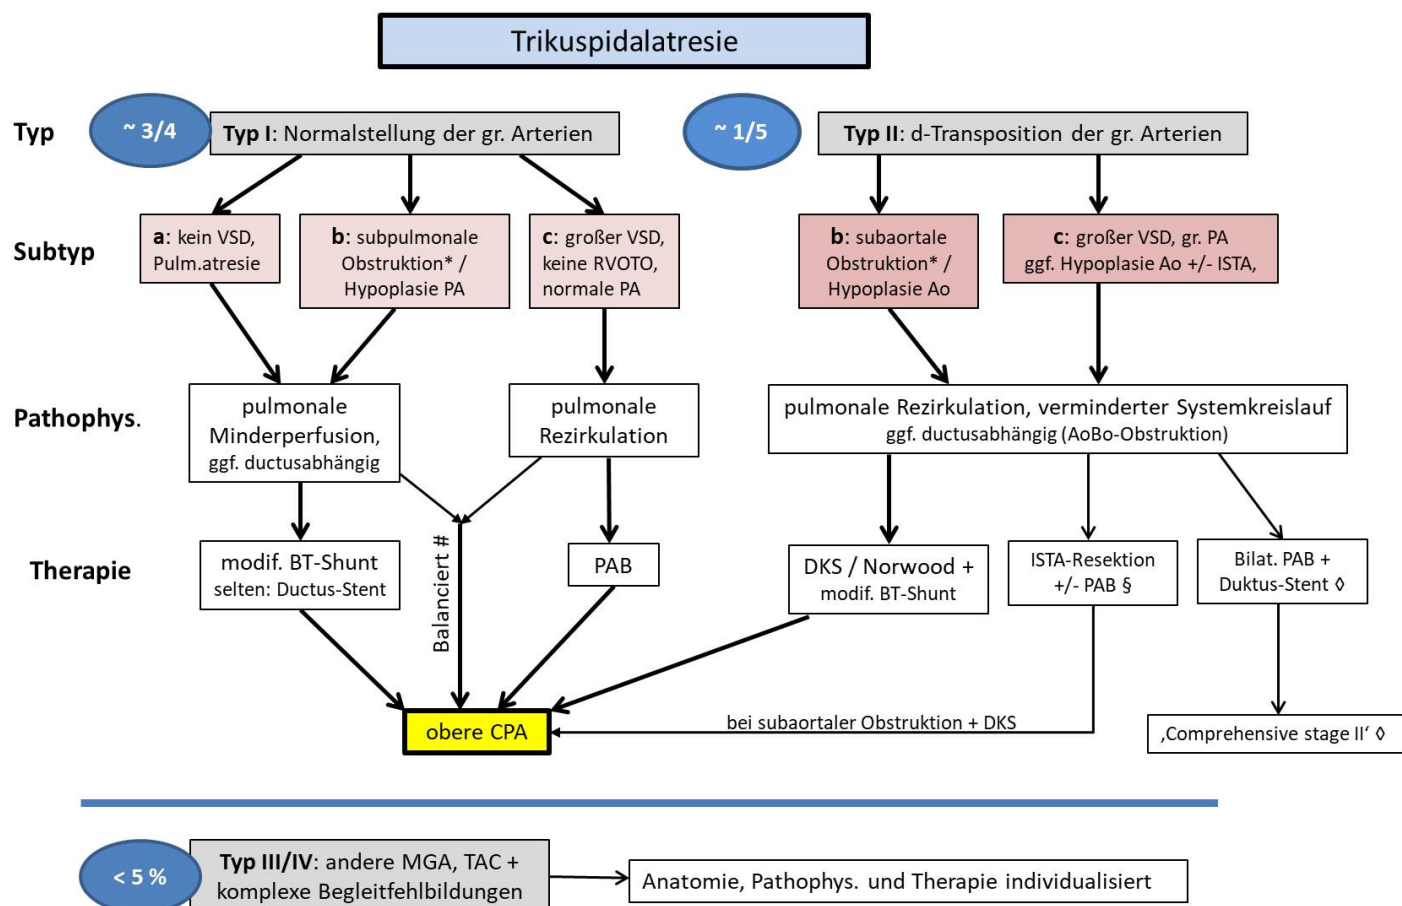 Trikuspidalatresie
Typ
~ 3/4
Typ I: Normalstellung der gr. Arterien
~ 1/5
Typ II: d-Transposition der gr. Arterien
Subtyp
a: kein VSD,
Pulm.atresie
b: subpulmonale
Obstruktion* /
Hypoplasie PA
c: großer VSD,
keine RVOTO,
normale PA
b: subaortale
Obstruktion* /
Hypoplasie Ao
c: großer VSD, gr. PA
ggf. Hypoplasie Ao +/- ISTA,
Pathophys.
pulmonale
Minderperfusion,
ggf. ductusabhängig
pulmonale
Rezirkulation
pulmonale Rezirkulation, verminderter Systemkreislauf
ggf. ductusabhängig (AoBo-Obstruktion)
Therapie
modif. BT-Shunt
selten: Ductus-Stent
Balanciert #
PAB
DKS / Norwood +
modif. BT-Shunt
ISTA-Resektion
+/- PAB §
Bilat. PAB +
Duktus-Stent ◊
obere CPA
bei subaortaler Obstruktion + DKS
‚Comprehensive stage II‘ ◊
< 5 %
Typ III/IV: andere MGA, TAC +
komplexe Begleitfehlbildungen
Anatomie, Pathophys. und Therapie individualisiert